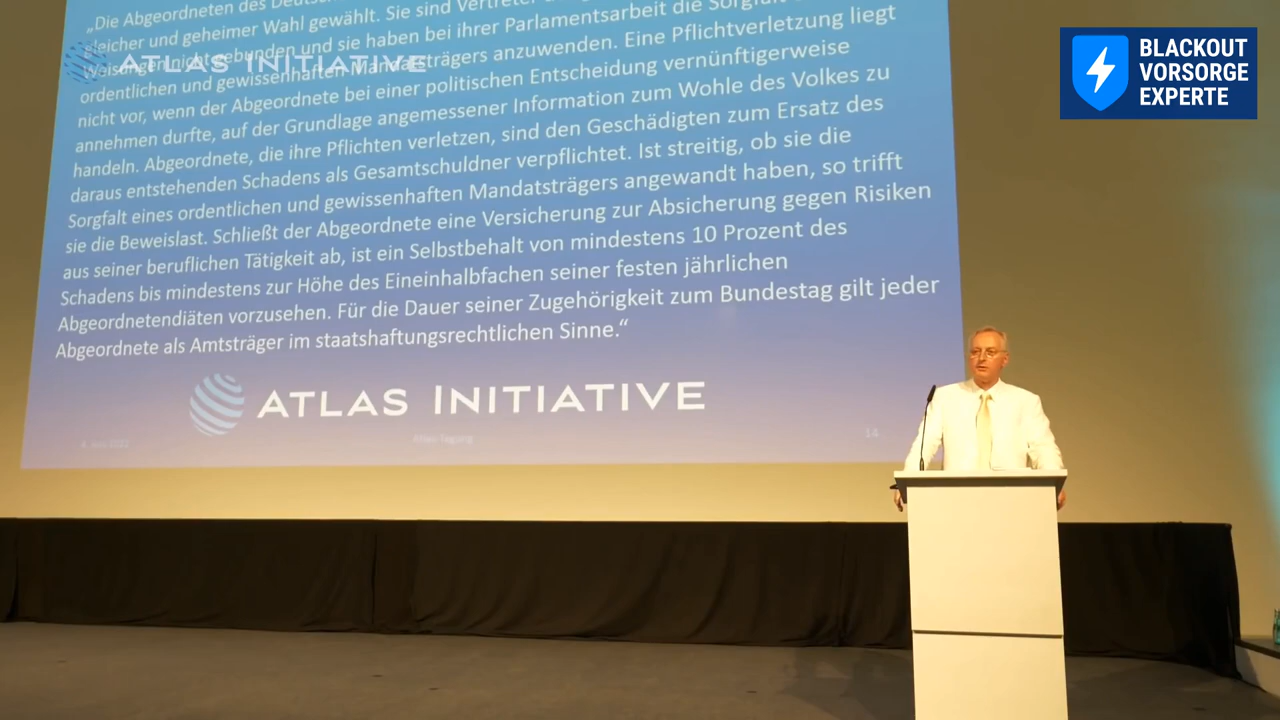 „Die Abgeordneten des
gleicher und geheimer Wahl gewählt. Sie sind Vertreter
Weisungen nicht gebunden und sie haben bei ihrer Parlamentsarbeit die Sorgfalt
ordentlichen und gewissenhaften Mandatsträgers anzuwenden. Eine Pflichtverletzung liegt
nicht vor, wenn der Abgeordnete bei einer politischen Entscheidung vernünftigerweise
annehmen durfte, auf der Grundlage angemessener Information zum Wohle des Volkes zu
handeln. Abgeordnete, die ihre Pflichten verletzen, sind den Geschädigten zum Ersatz des
daraus entstehenden Schadens als Gesamtschuldner verpflichtet. Ist streitig, ob sie die
Sorgfalt eines ordentlichen und gewissenhaften Mandatsträgers angewandt haben, so trifft
sie die Beweislast. Schließt der Abgeordnete eine Versicherung zur Absicherung gegen Risiken
aus seiner beruflichen Tätigkeit ab, ist ein Selbstbehalt von mindestens 10 Prozent des
Schadens bis mindestens zur Höhe des Eineinhalbfachen seiner festen jährlichen
Abgeordnetendiäten vorzusehen. Für die Dauer seiner Zugehörigkeit zum Bundestag gilt jeder
Abgeordnete als Amtsträger im staatshaftungsrechtlichen Sinne.“
ATLAS INITIATIVE
14
ATLAS INITIATIVE
BLACKOUT
VORSORGE
EXPERTE